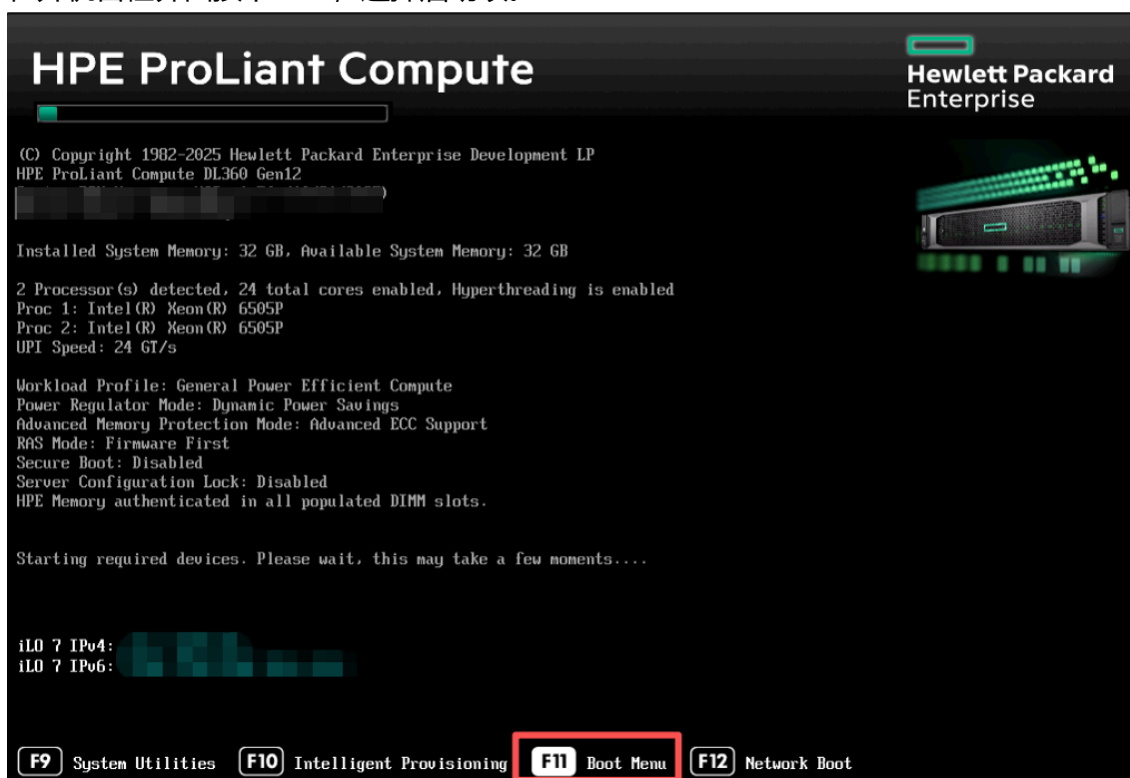 HPE ProLiant Compute
Hewlett Packard
Enterprise
(C) Copyright 1982-2025 Hewlett Packard Enterprise Development LP
HPE ProLiant Compute DL360 Gen12
Installed System Memory: 32 GB, Available System Memory: 32 GB
2 Processor(s) detected, 24 total cores enabled, Hyperthreading is enabled
Proc 1: Intel(R) Xeon(R) 6505P
Proc 2: Intel(R) Xeon(R) 6505P
UPI Speed: 24 GT/s
Workload Profile: General Power Efficient Compute
Power Regulator Mode: Dynamic Power Savings
Advanced Memory Protection Mode: Advanced ECC Support
RAS Mode: Firmware First
Secure Boot: Disabled
Server Configuration Lock: Disabled
HPE Memory authenticated in all populated DIMM slots.
Starting required devices. Please wait, this may take a few moments....
iLO 7 IPv4:
iLO 7 IPv6:
F9 System Utilities F10 Intelligent Provisioning F11 Boot Menu F12 Network Boot